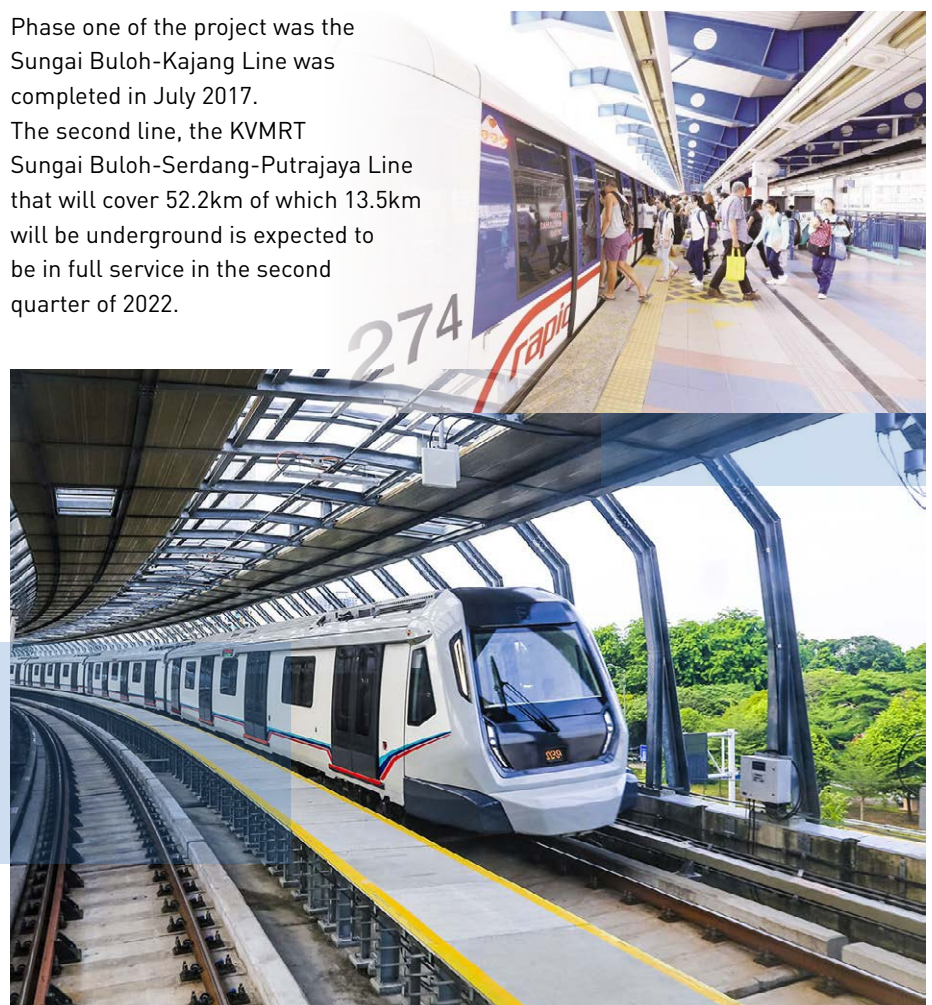 Phase one of the project was the
Sungai Buloh-Kajang Line was
completed in July 2017.
The second line, the KVMRT
Sungai Buloh-Serdang-Putrajaya Line
that will cover 52.2km of which 13.5km
will be underground is expected to
be in full service in the second
quarter of 2022.
274
rapid